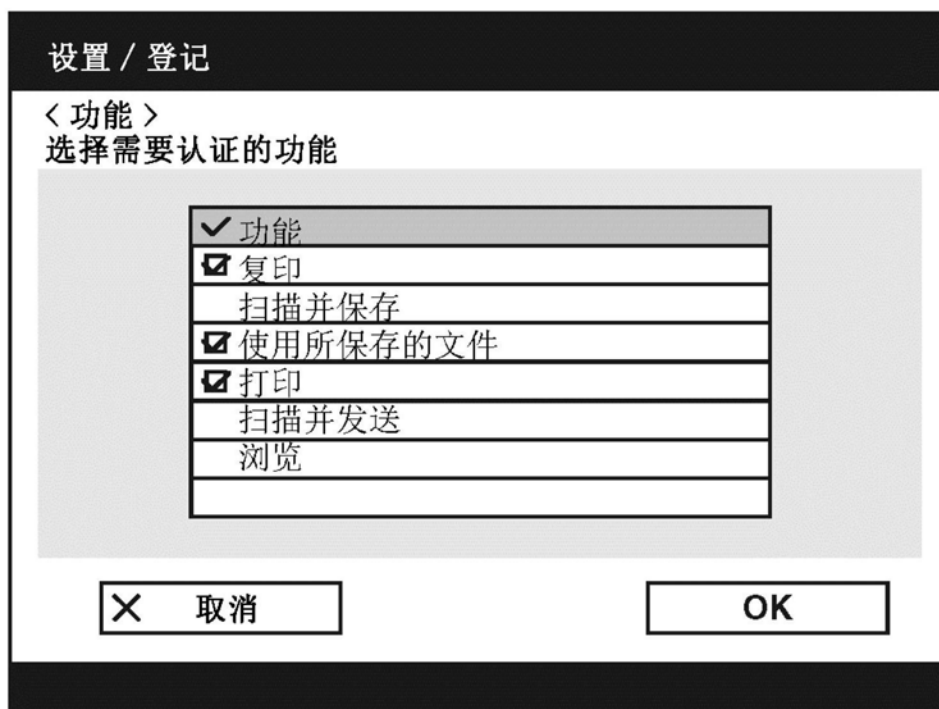 设置 / 登记
< 功能 >
选择需要认证的功能
功能
复印
扫描并保存
使用所保存的文件
打印
扫描并发送
浏览
取消
OK